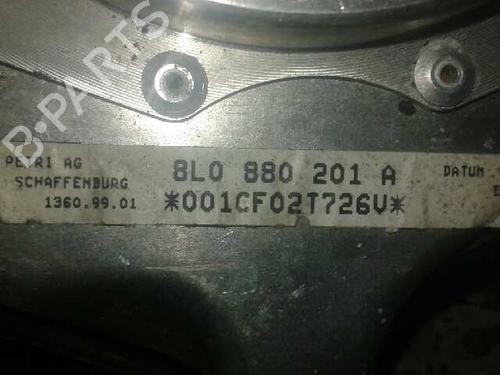 B-PARTS
PETRI AG
SCHAFFENBURG
1360.99.01
8L0 880 201 A
*001CF02T726V*
DATUM